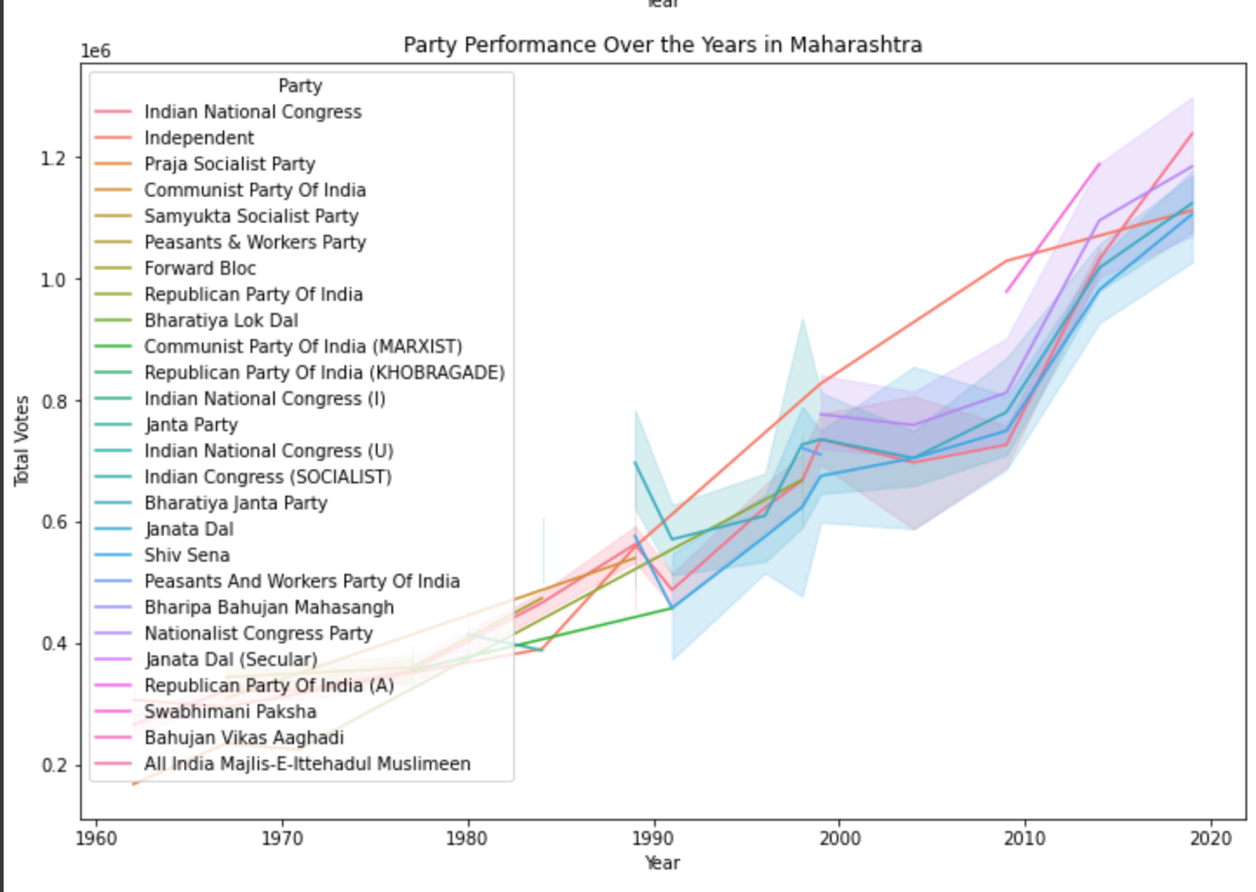 Year
Party Performance Over the Years in Maharashtra
1e6
Party
Indian National Congress
Independent
Praja Socialist Party
Communist Party Of India
Samyukta Socialist Party
Peasants & Workers Party
Forward Bloc
Republican Party Of India
Bharatiya Lok Dal
Communist Party Of India (MARXIST)
Republican Party Of India (KHOBRAGADE)
Indian National Congress (I)
Janta Party
Indian National Congress (U)
Indian Congress (SOCIALIST)
Bharatiya Janta Party
Janata Dal
Shiv Sena
Peasants And Workers Party Of India
Bharipa Bahujan Mahasangh
Nationalist Congress Party
Janata Dal (Secular)
Republican Party Of India (A)
Swabhimani Paksha
Bahujan Vikas Aaghadi
All India Majlis-E-Ittehadul Muslimeen
Total Votes
1.2
1.0
0.8
0.6
0.4
0.2
1960 1970 1980 1990 2000 2010 2020
Year